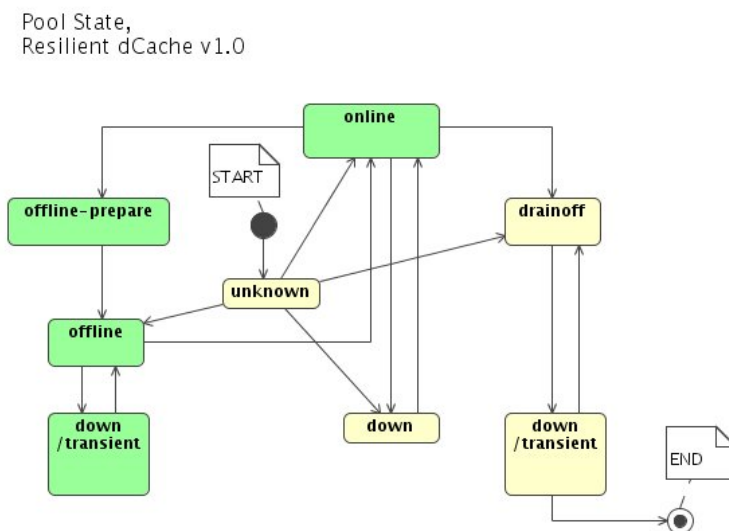 Pool State,
Resilient dCache v1.0
online
START
offline-prepare
drainoff
unknown
offline
down
/transient
down
down
/transient
END